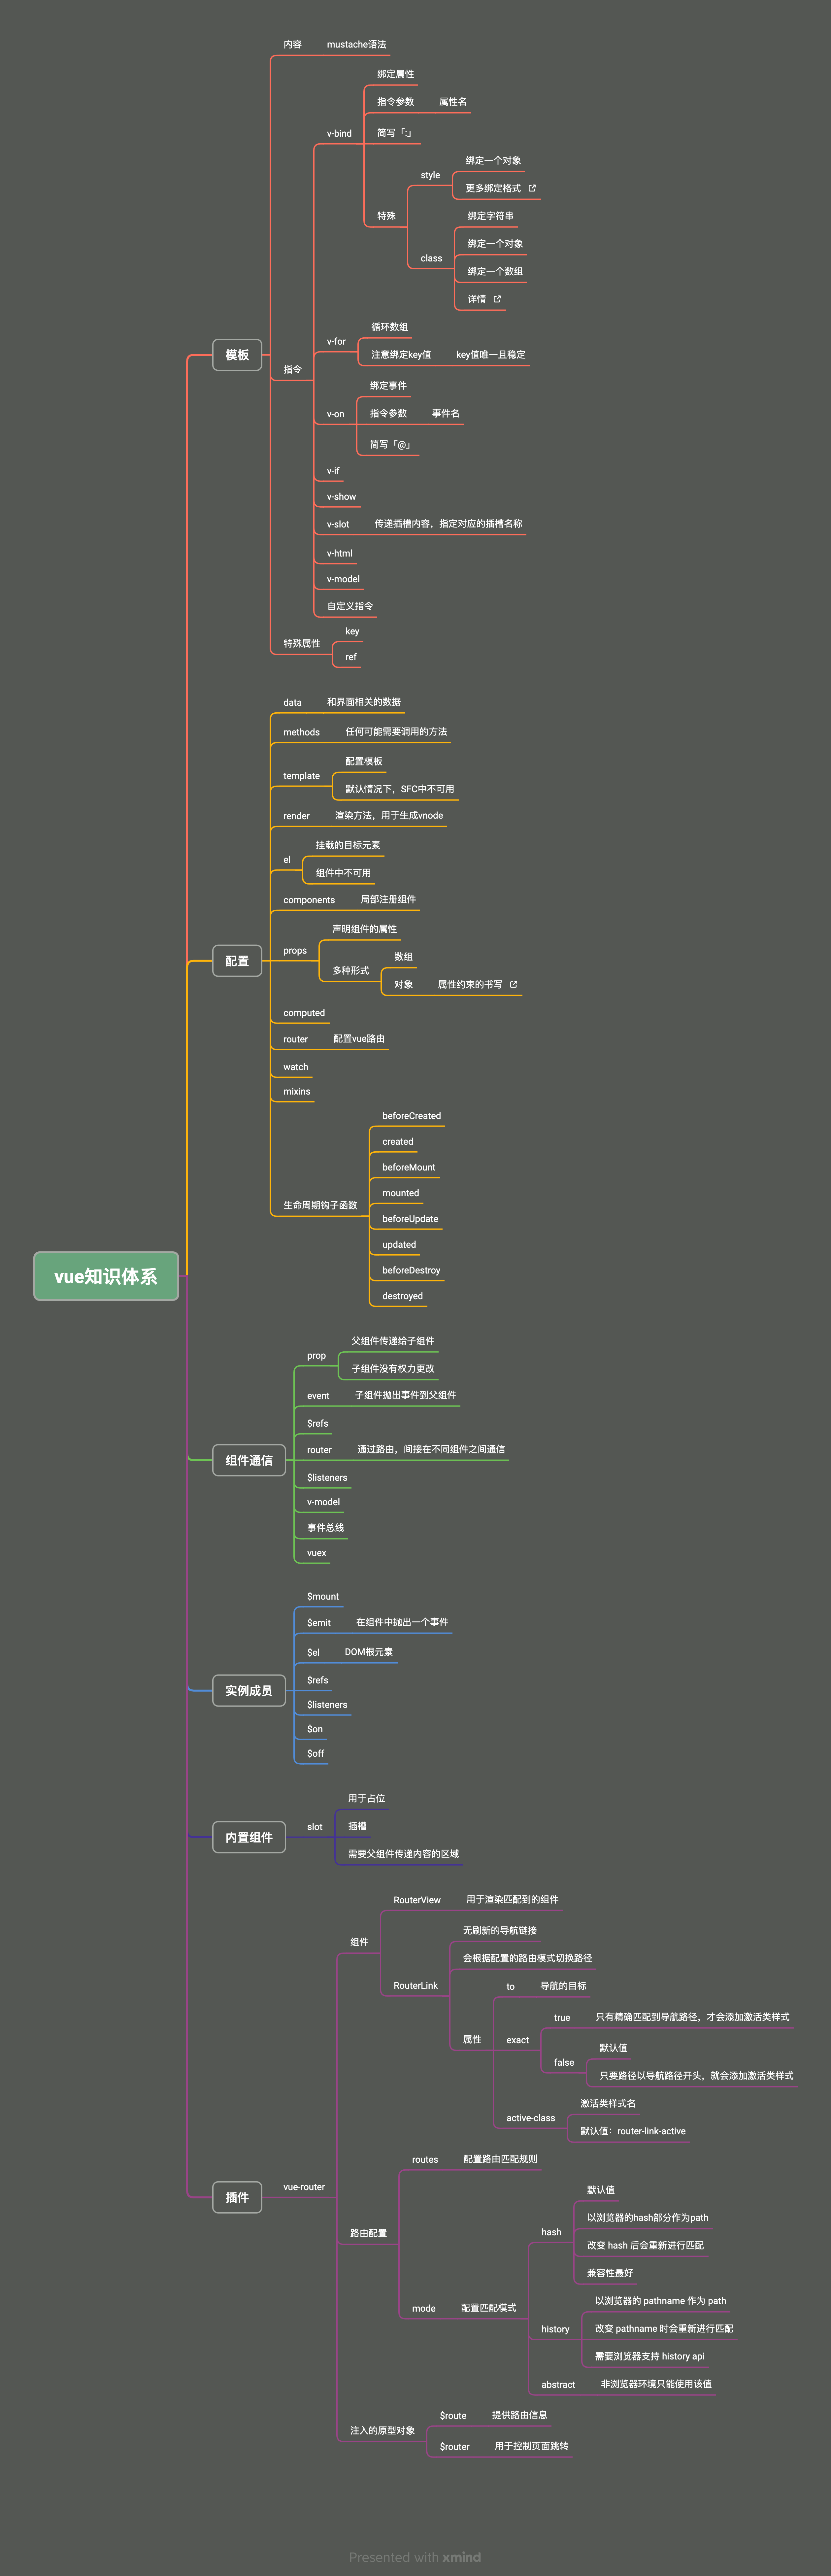 vue知识体系
模板
内容
mustache语法
指令
v-bind
绑定属性
指令参数
属性名
简写「:」
特殊
style
绑定一个对象
更多绑定格式
class
绑定字符串
绑定一个对象
绑定一个数组
详情
v-for
循环数组
注意绑定key值
key值唯一且稳定
v-on
绑定事件
指令参数
事件名
简写「@」
v-if
v-show
v-slot
传递插槽内容，指定对应的插槽名称
v-html
v-model
自定义指令
特殊属性
key
ref
配置
data
和界面相关的数据
methods
任何可能需要调用的方法
template
配置模板
默认情况下，SFC中不可用
render
渲染方法，用于生成vnode
el
挂载的目标元素
组件中不可用
components
局部注册组件
props
声明组件的属性
多种形式
数组
对象
属性约束的书写
computed
router
配置vue路由
watch
mixins
生命周期钩子函数
beforeCreated
created
beforeMount
mounted
beforeUpdate
updated
beforeDestroy
destroyed
组件通信
prop
父组件传递给子组件
子组件没有权力更改
event
子组件抛出事件到父组件
$refs
router
通过路由，间接在不同组件之间通信
$listeners
v-model
事件总线
vuex
实例成员
$mount
$emit
在组件中抛出一个事件
$el
DOM根元素
$refs
$listeners
$on
$off
内置组件
slot
用于占位
插槽
需要父组件传递内容的区域
插件
vue-router
组件
RouterView
用于渲染匹配到的组件
RouterLink
无刷新的导航链接
会根据配置的路由模式切换路径
属性
to
导航的目标
exact
true
只有精确匹配到导航路径，才会添加激活类样式
false
默认值
只要路径以导航路径开头，就会添加激活类样式
active-class
激活类样式名
默认值：router-link-active
路由配置
routes
配置路由匹配规则
mode
配置匹配模式
hash
默认值
以浏览器的hash部分作为path
改变 hash 后会重新进行匹配
兼容性最好
history
以浏览器的 pathname 作为 path
改变 pathname 时会重新进行匹配
需要浏览器支持 history api
abstract
非浏览器环境只能使用该值
注入的原型对象
$route
提供路由信息
$router
用于控制页面跳转
Presented with xmind